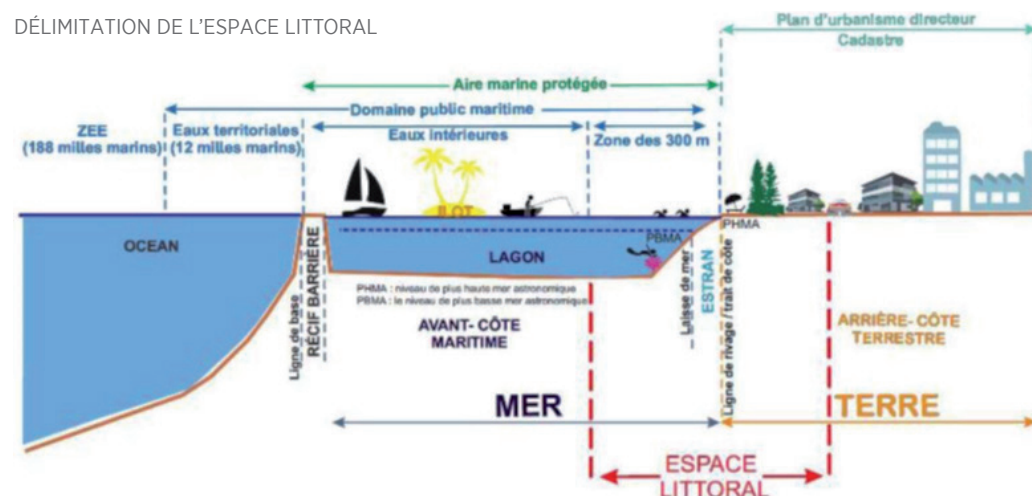 DÉLIMITATION DE L'ESPACE LITTORAL
Plan d'urbanisme directeur
Cadastre
Aire marine protégée
Domaine public maritime
ZEE
(188 milles marins)
Eaux territoriales
(12 milles marins)
Eaux intérieures
Zone des 300 m
ILOT
OCEAN
LAGON
PBMA
PHMA
PHMA : niveau de plus haute mer astronomique
PBMA : le niveau de plus basse mer astronomique
Ligne de base
RÉCIF BARRIÈRE
Laisse de mer
ESTRAN
Ligne de rivage / trait de côte
AVANT- CÔTE
MARITIME
ARRIÈRE- CÔTE
TERRESTRE
MER
TERRE
ESPACE
LITTORAL